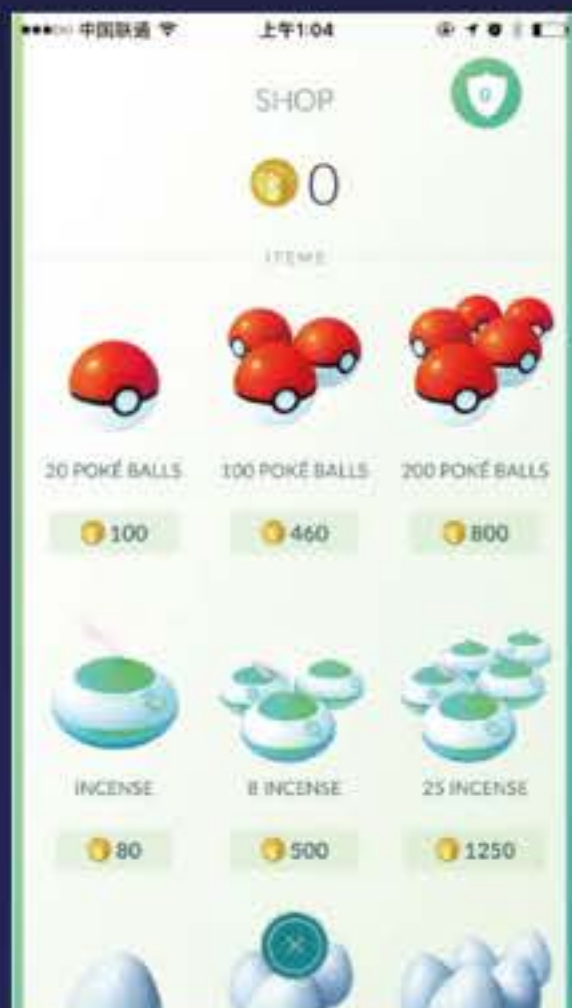 中国联通 上午1:04
SHOP
0
0
ITEMS
20 POKÉ BALLS 100 POKÉ BALLS 200 POKÉ BALLS
100 460 800
INCENSE 8 INCENSE 25 INCENSE
80 500 1250